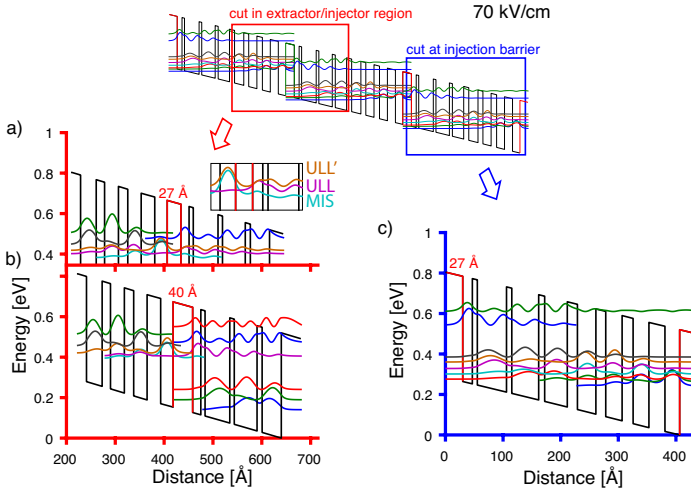 70 kV/cm
cut in extractor/injector region
cut at injection barrier
a)
1
0.8
0.6
0.4
27 Å
ULL'
ULL
MIS
b)
40 Å
0.8
0.6
0.4
0.2
0
Energy [eV]
200 300 400 500 600 700
Distance [Å]
c)
27 Å
1
0.8
0.6
0.4
0.2
0
Energy [eV]
0 100 200 300 400
Distance [Å]